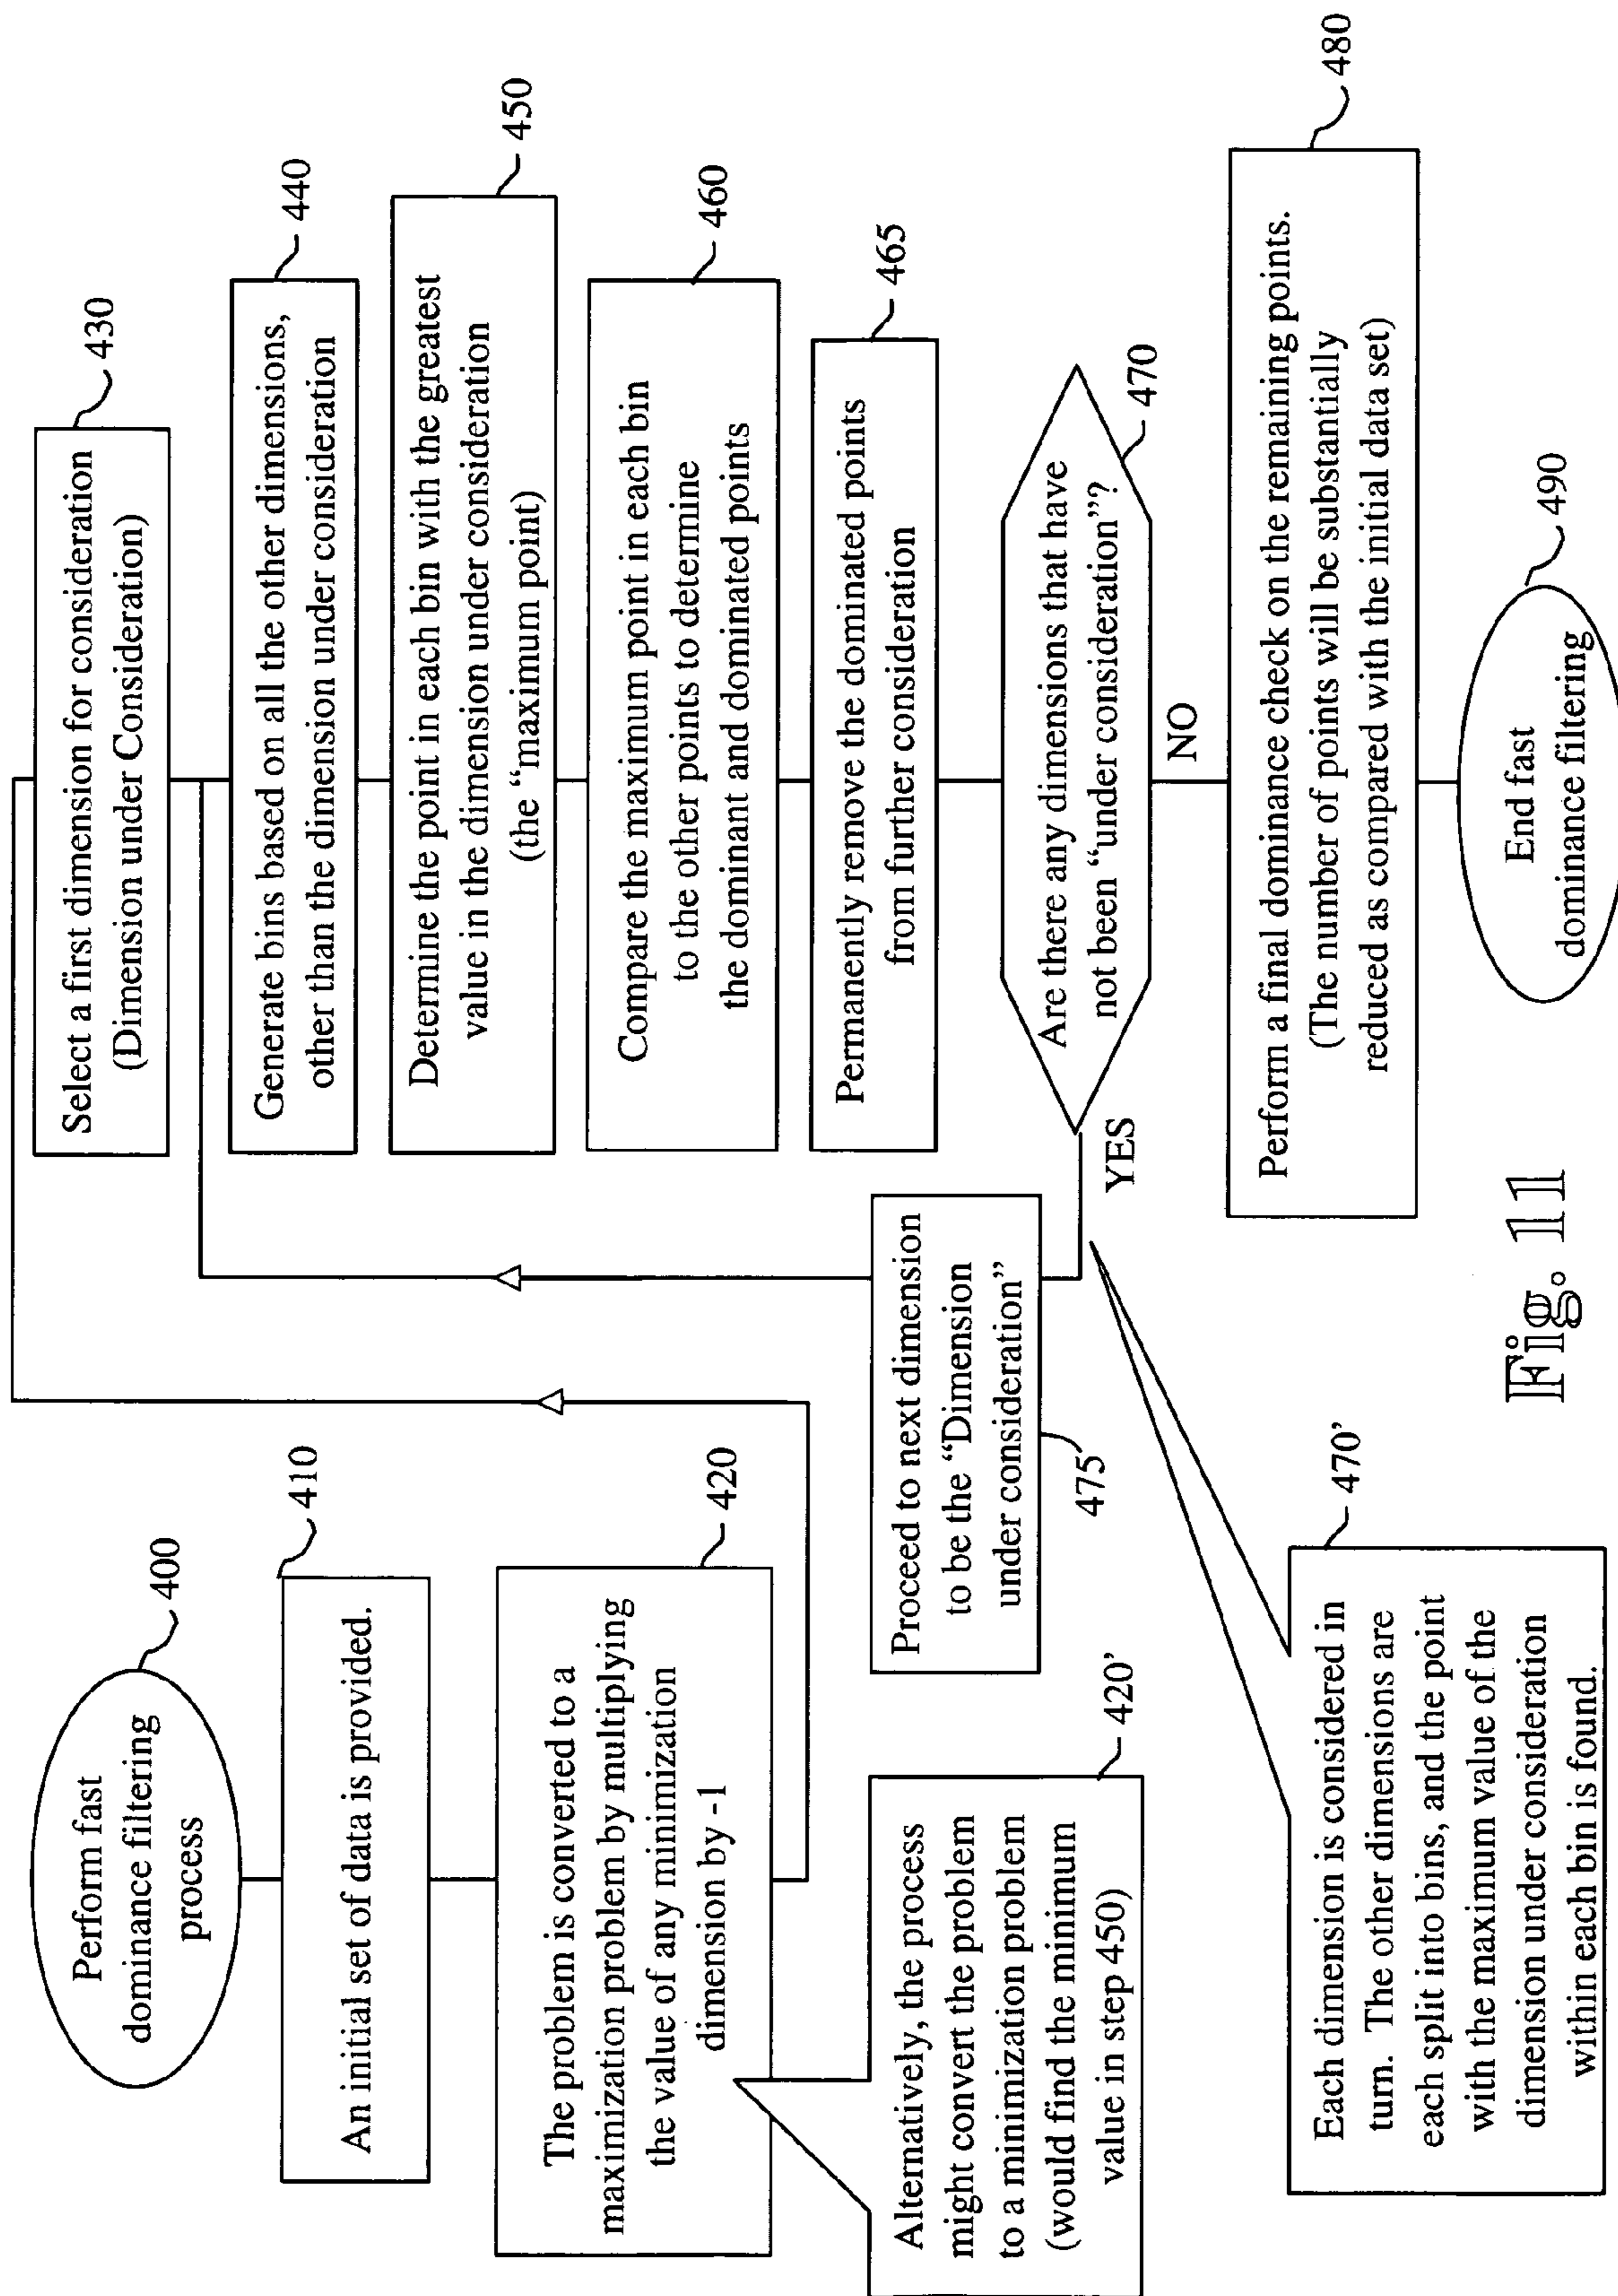 Perform fast
dominance filtering
process
400
An initial set of data is provided.
410
The problem is converted to a
maximization problem by multiplying
the value of any minimization
dimension by -1
420
Alternatively, the process
might convert the problem
to a minimization problem
(would find the minimum
value in step 450)
420’
Select a first dimension for consideration
(Dimension under Consideration)
430
Generate bins based on all the other dimensions,
other than the dimension under consideration
440
Determine the point in each bin with the greatest
value in the dimension under consideration
(the “maximum point)
450
Compare the maximum point in each bin
to the other points to determine
the dominant and dominated points
460
Permanently remove the dominated points
from further consideration
465
Are there any dimensions that have
not been “under consideration”?
470
YES
NO
Proceed to next dimension
to be the “Dimension
under consideration”
475
Each dimension is considered in
turn. The other dimensions are
each split into bins, and the point
with the maximum value of the
dimension under consideration
within each bin is found.
470’
Perform a final dominance check on the remaining points.
(The number of points will be substantially
reduced as compared with the initial data set)
480
End fast
dominance filtering
490
Fig. 11